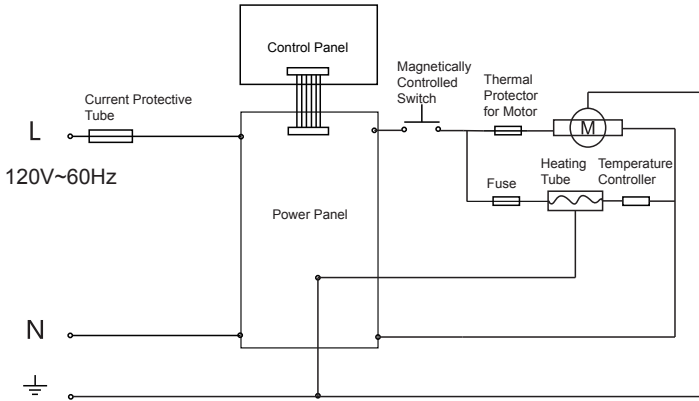 Control Panel
Current Protective
Tube
L
120V~60Hz
Magnetically
Controlled
Switch
Thermal
Protector
for Motor
M
Fuse
Heating
Tube
Temperature
Controller
Power Panel
N